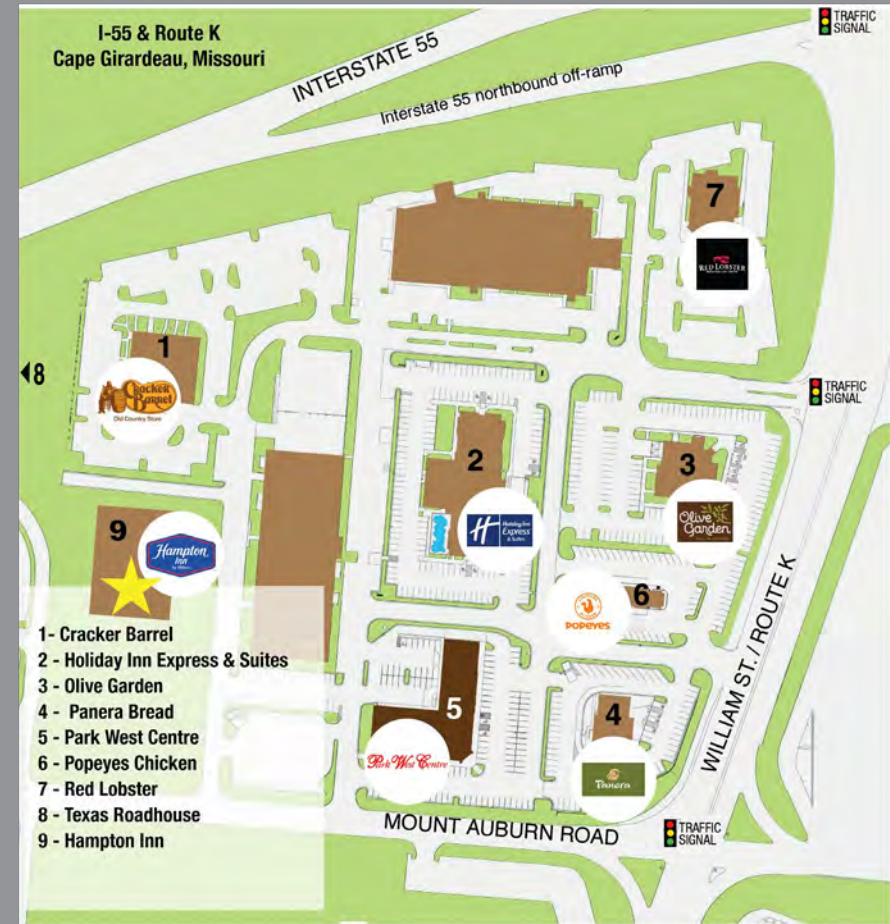 I-55 & Route K
Cape Girardeau, Missouri
TRAFFIC
SIGNAL
INTERSTATE 55
Interstate 55 northbound off-ramp
7
RED LOBSTER
1
8
Cracker
Barrel
Old Country Store
TRAFFIC
SIGNAL
2
3
H
Holiday Inn
Express
& Suites
Olive
Garden
9
Hampton
Inn
by Hilton
6
POPEYES
WILLIAM ST. / ROUTE K
1- Cracker Barrel
2 - Holiday Inn Express & Suites
3 - Olive Garden
4 - Panera Bread
5 - Park West Centre
6 - Popeyes Chicken
7 - Red Lobster
8 - Texas Roadhouse
9 - Hampton Inn
5
Park West Centre
4
Panera
MOUNT AUBURN ROAD
TRAFFIC
SIGNAL